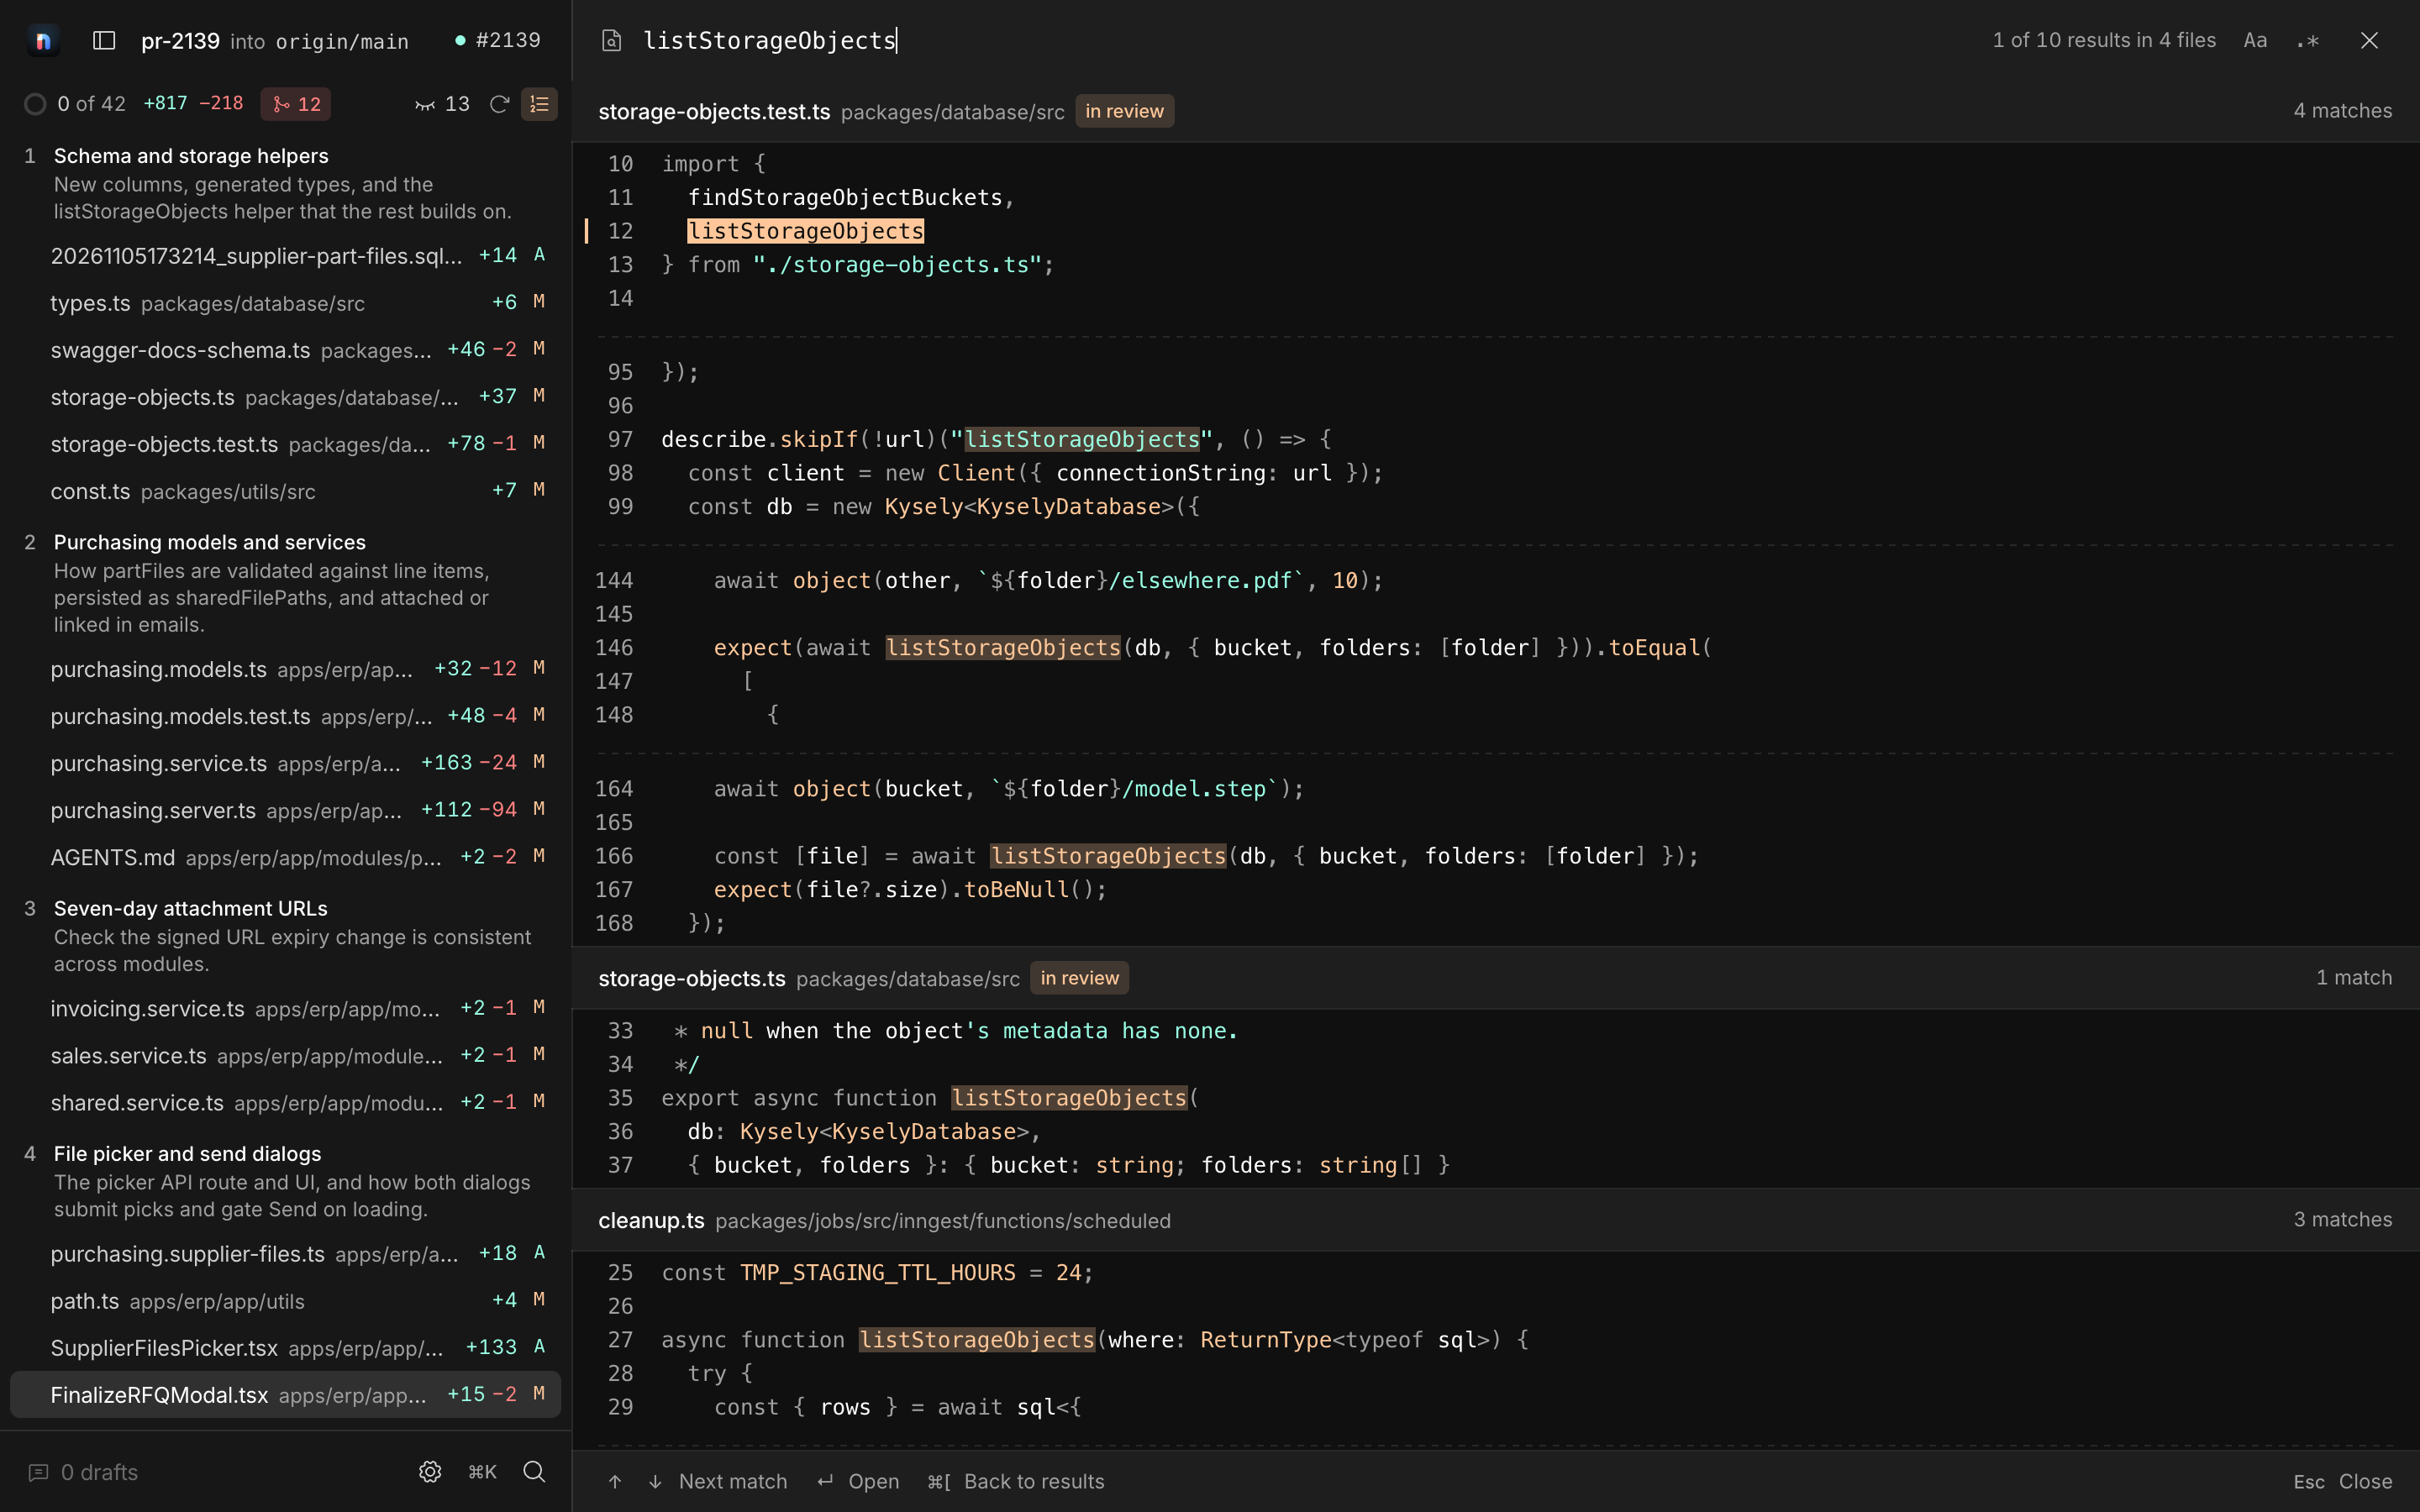 pr-2139 into origin/main #2139
0 of 42 +817 −218 12 13
1 Schema and storage helpers
New columns, generated types, and the
listStorageObjects helper that the rest builds on.
20261105173214_supplier-part-files.sql... +14 A
types.ts packages/database/src +6 M
swagger-docs-schema.ts packages... +46 −2 M
storage-objects.ts packages/database/... +37 M
storage-objects.test.ts packages/da... +78 −1 M
const.ts packages/utils/src +7 M
2 Purchasing models and services
How partFiles are validated against line items,
persisted as sharedFilePaths, and attached or
linked in emails.
purchasing.models.ts apps/erp/ap... +32 −12 M
purchasing.models.test.ts apps/erp/... +48 −4 M
purchasing.service.ts apps/erp/a... +163 −24 M
purchasing.server.ts apps/erp/ap... +112 −94 M
AGENTS.md apps/erp/app/modules/p... +2 −2 M
3 Seven-day attachment URLs
Check the signed URL expiry change is consistent
across modules.
invoicing.service.ts apps/erp/app/mo... +2 −1 M
sales.service.ts apps/erp/app/module... +2 −1 M
shared.service.ts apps/erp/app/modu... +2 −1 M
4 File picker and send dialogs
The picker API route and UI, and how both dialogs
submit picks and gate Send on loading.
purchasing.supplier-files.ts apps/erp/a... +18 A
path.ts apps/erp/app/utils +4 M
SupplierFilesPicker.tsx apps/erp/app/... +133 A
FinalizeRFQModal.tsx apps/erp/app... +15 −2 M
0 drafts ⌘K
listStorageObjects 1 of 10 results in 4 files Aa .*
storage-objects.test.ts packages/database/src in review 4 matches
10 import {
11 findStorageObjectBuckets,
12 listStorageObjects
13 } from "./storage-objects.ts";
14
95 });
96
97 describe.skipIf(!url)("listStorageObjects", () => {
98 const client = new Client({ connectionString: url });
99 const db = new Kysely<KyselyDatabase>({
144 await object(other, `${folder}/elsewhere.pdf`, 10);
145
146 expect(await listStorageObjects(db, { bucket, folders: [folder] })).toEqual(
147 [
148 {
164 await object(bucket, `${folder}/model.step`);
165
166 const [file] = await listStorageObjects(db, { bucket, folders: [folder] });
167 expect(file?.size).toBeNull();
168 });
storage-objects.ts packages/database/src in review 1 match
33 * null when the object's metadata has none.
34 */
35 export async function listStorageObjects(
36 db: Kysely<KyselyDatabase>,
37 { bucket, folders }: { bucket: string; folders: string[] }
cleanup.ts packages/jobs/src/inngest/functions/scheduled 3 matches
25 const TMP_STAGING_TTL_HOURS = 24;
26
27 async function listStorageObjects(where: ReturnType<typeof sql>) {
28 try {
29 const { rows } = await sql<{
↑ ↓ Next match ↵ Open ⌘[ Back to results Esc Close